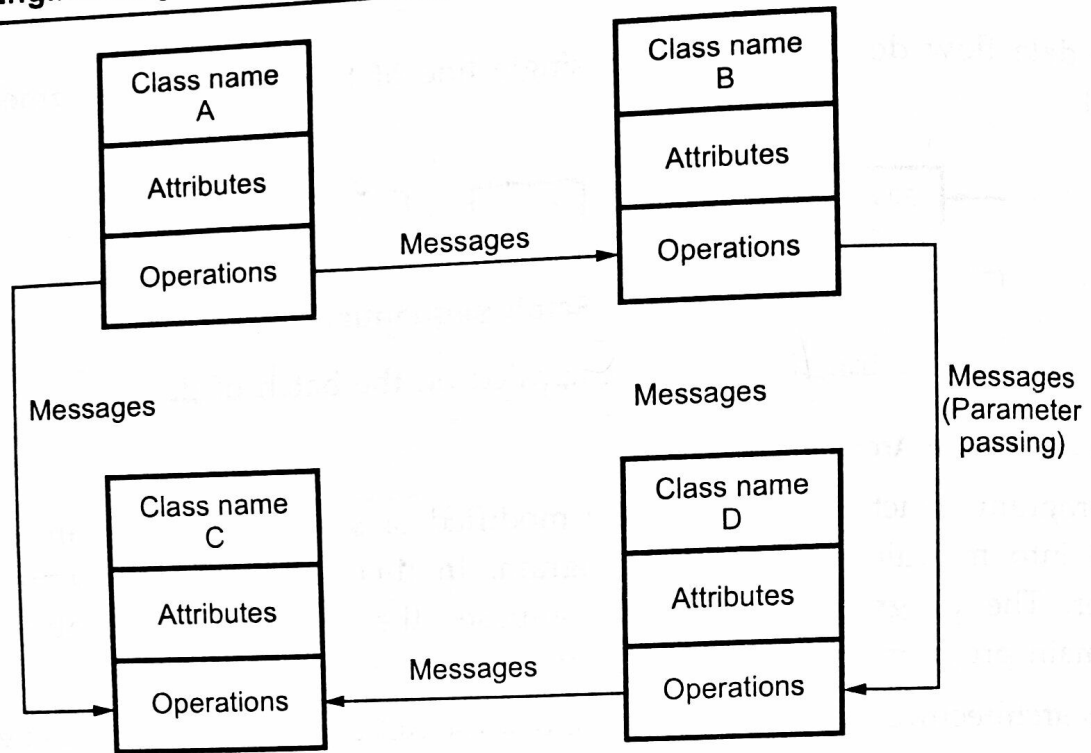 Class name
A
Attributes
Operations
Class name
B
Attributes
Operations
Messages
Messages
Messages
Messages
(Parameter
passing)
Class name
C
Attributes
Operations
Class name
D
Attributes
Operations
Messages